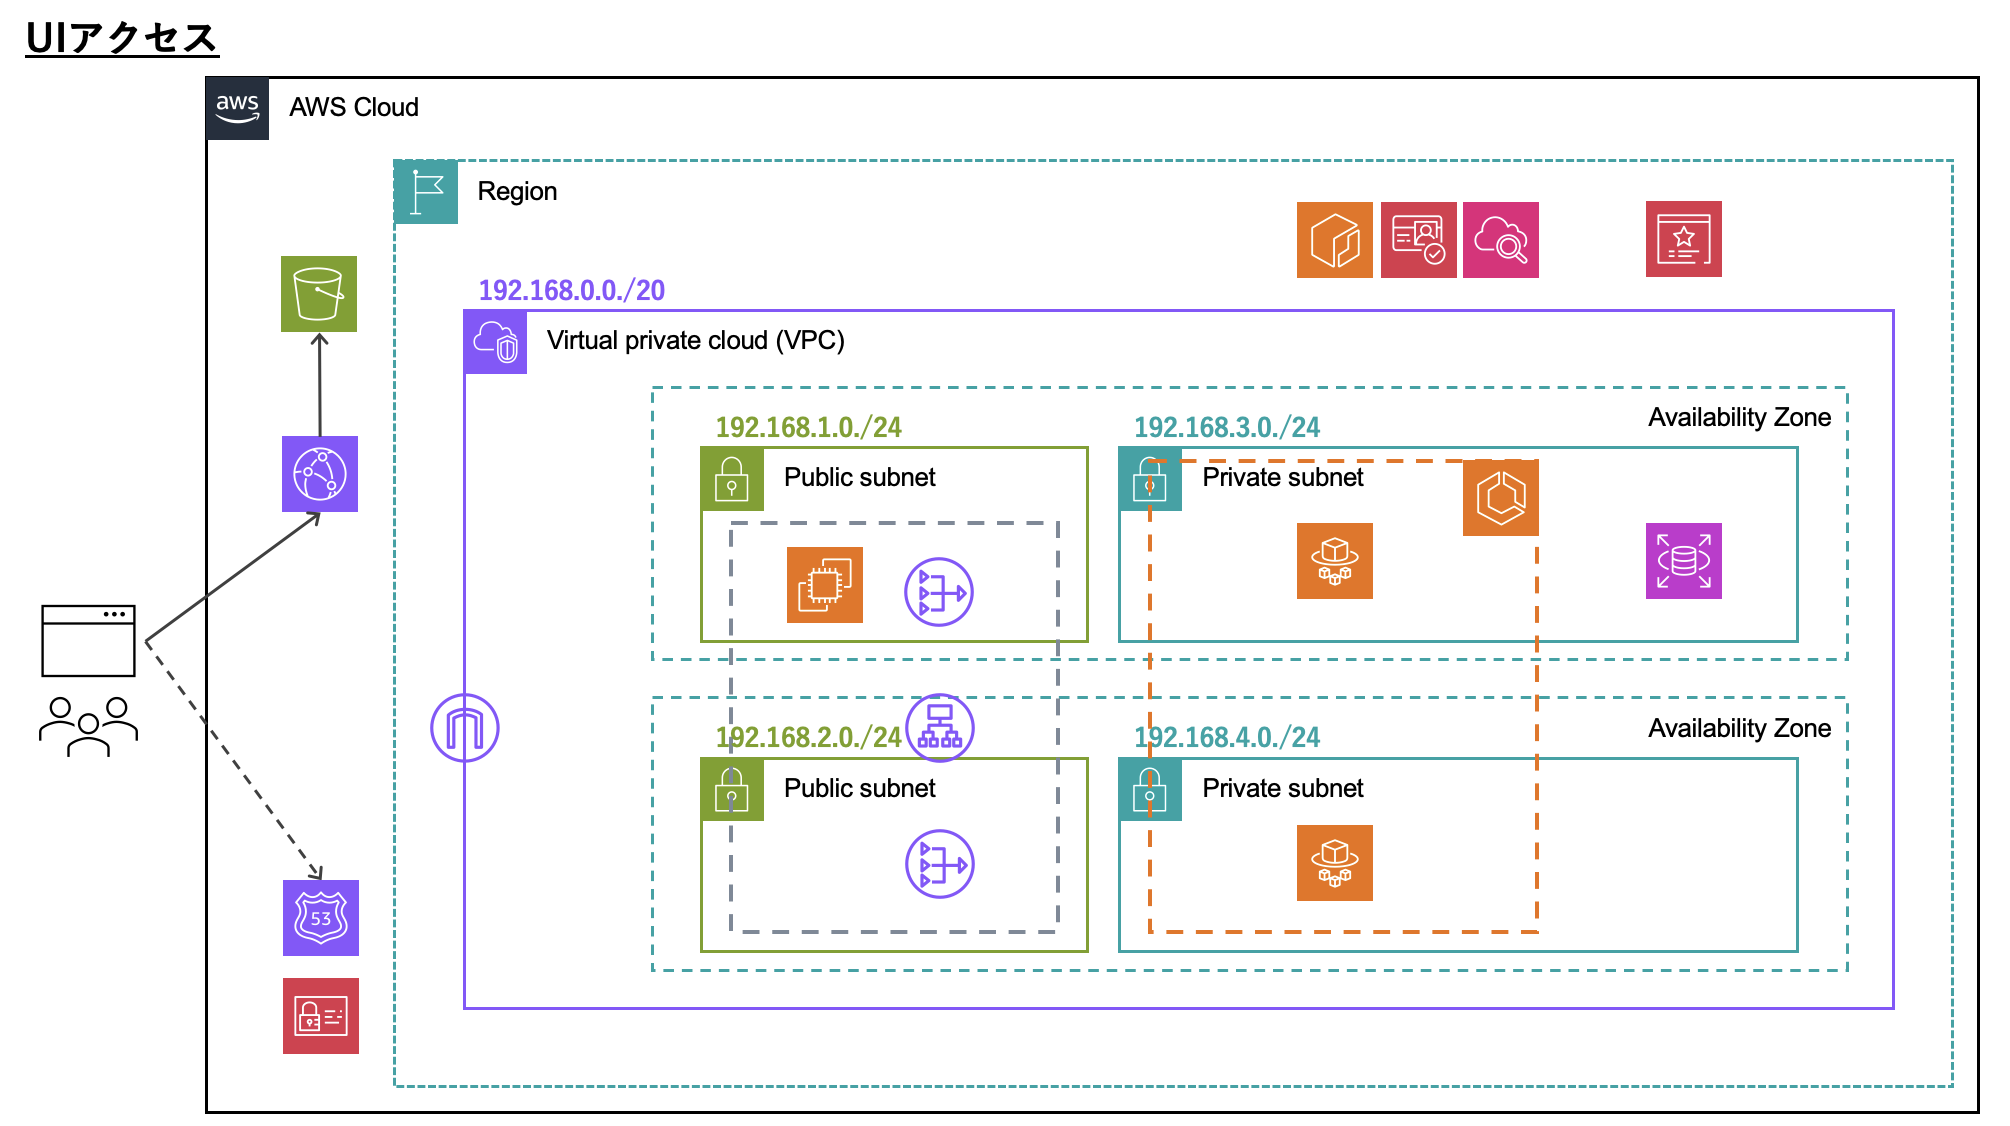 UIアクセス
aws
AWS Cloud
Region
192.168.0.0./20
Virtual private cloud (VPC)
Availability Zone
192.168.1.0./24
192.168.3.0./24
Public subnet
Private subnet
Availability Zone
192.168.2.0./24
192.168.4.0./24
Public subnet
Private subnet
53